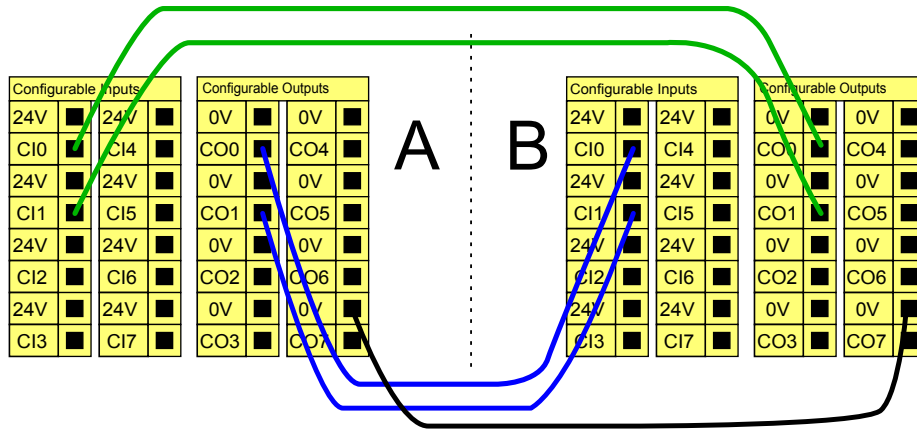 Configurable Inputs Configurable Outputs Configurable Inputs Configurable Outputs
24V 24V 0V 0V A B 24V 24V 0V 0V
CI0 CI4 CO0 CO4 CI0 CI4 CO0 CO4
24V 24V 0V 0V 24V 24V 0V 0V
CI1 CI5 CO1 CO5 CI1 CI5 CO1 CO5
24V 24V 0V 0V 24V 24V 0V 0V
CI2 CI6 CO2 CO6 CI2 CI6 CO2 CO6
24V 24V 0V 0V 24V 24V 0V 0V
CI3 CI7 CO3 CO7 CI3 CI7 CO3 CO7